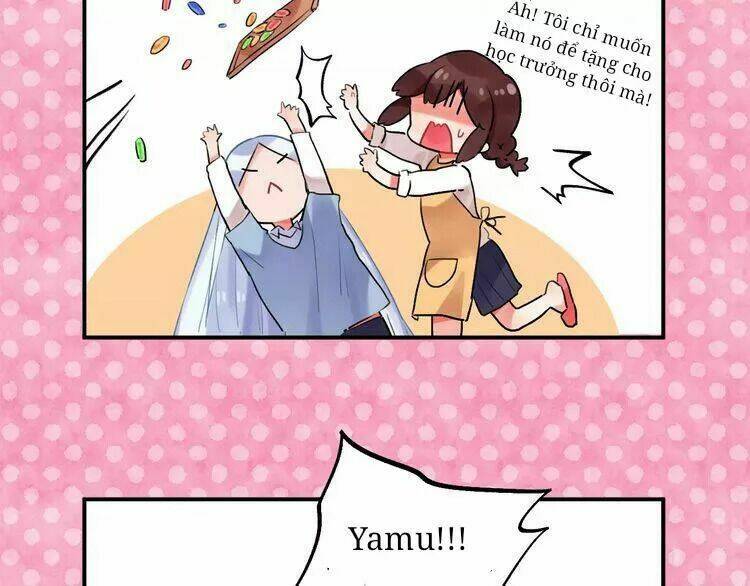 Ah! Tôi chỉ muốn
làm nó để tặng cho
học trưởng thôi mà!
Yamu!!!